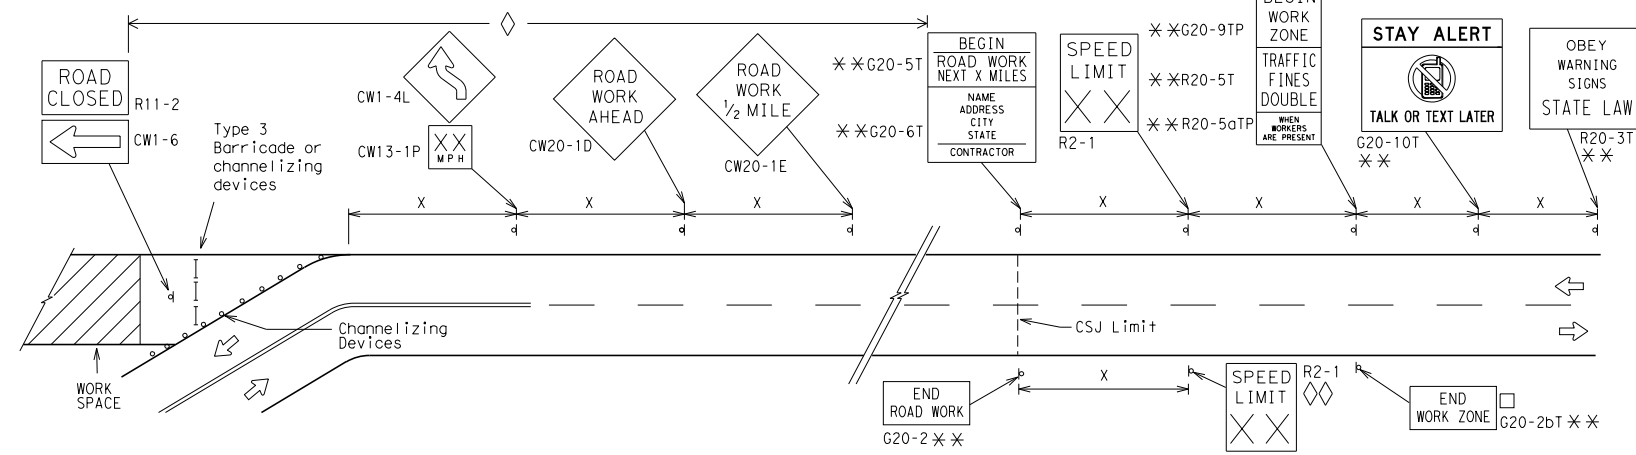 ROAD
CLOSED
R11-2
CW1-6
Type 3
Barricade or
channelizing
devices
CW1-4L
CW13-1P
XX
MPH
ROAD
WORK
AHEAD
CW20-1D
ROAD
WORK
1/2 MILE
CW20-1E
**G20-5T
**G20-6T
BEGIN
ROAD WORK
NEXT X MILES
NAME
ADDRESS
CITY
STATE
CONTRACTOR
SPEED
LIMIT
XX
R2-1
**G20-9TP
**R20-5T
**R20-5aTP
BEGIN
WORK
ZONE
TRAFFIC
FINES
DOUBLE
WHEN
WORKERS
ARE PRESENT
STAY ALERT
TALK OR TEXT LATER
G20-10T
**
OBEY
WARNING
SIGNS
STATE LAW
R20-3T
**
X
X
X
X
X
X
X
Channelizing
Devices
WORK
SPACE
CSJ Limit
END
ROAD WORK
G20-2**
X
SPEED
LIMIT
XX
R2-1
END
WORK ZONE
G20-2bT **